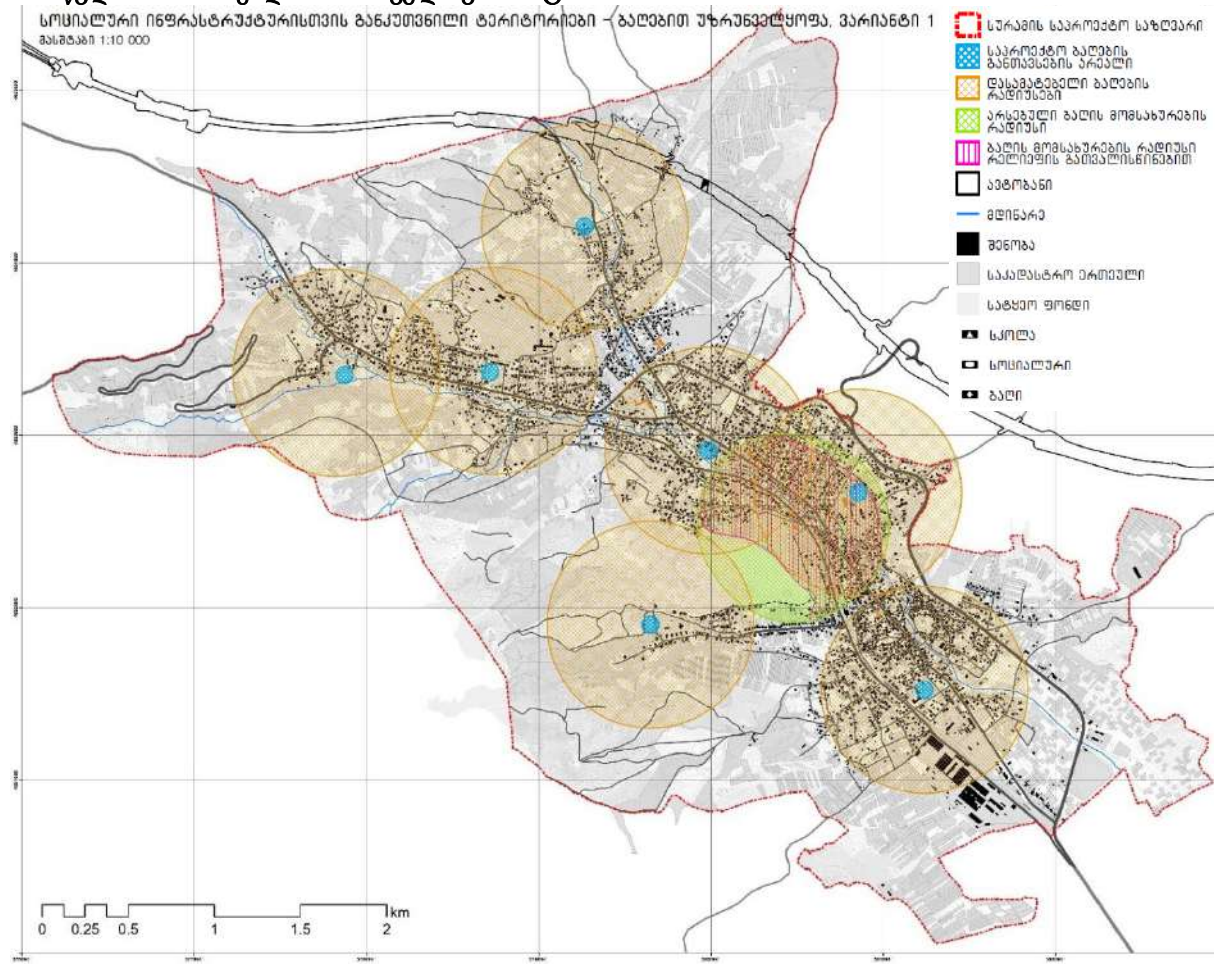 სოციალური ინფრასტრუქტურისთვის განკუთვნილი ტერიტორიები - ბაღებით უზრუნველყოფა. ვარიანტი 1
მასშტაბი 1:10 000
სურამის საპროექტო საზღვარი
საპროექტო ბაღების
განთავსების არეალი
დასამატებელი ბაღების
რადიუსები
არსებული ბაღის მომსახურების
რადიუსი
ბაღის მომსახურების რადიუსი
რელიეფის გათვალისწინებით
ავტობანი
მდინარე
შენობა
საკადასტრო ერთეული
სატყეო ფონდი
სკოლა
სოციალური
ბაღი
km
0 0.25 0.5 1 1.5 2